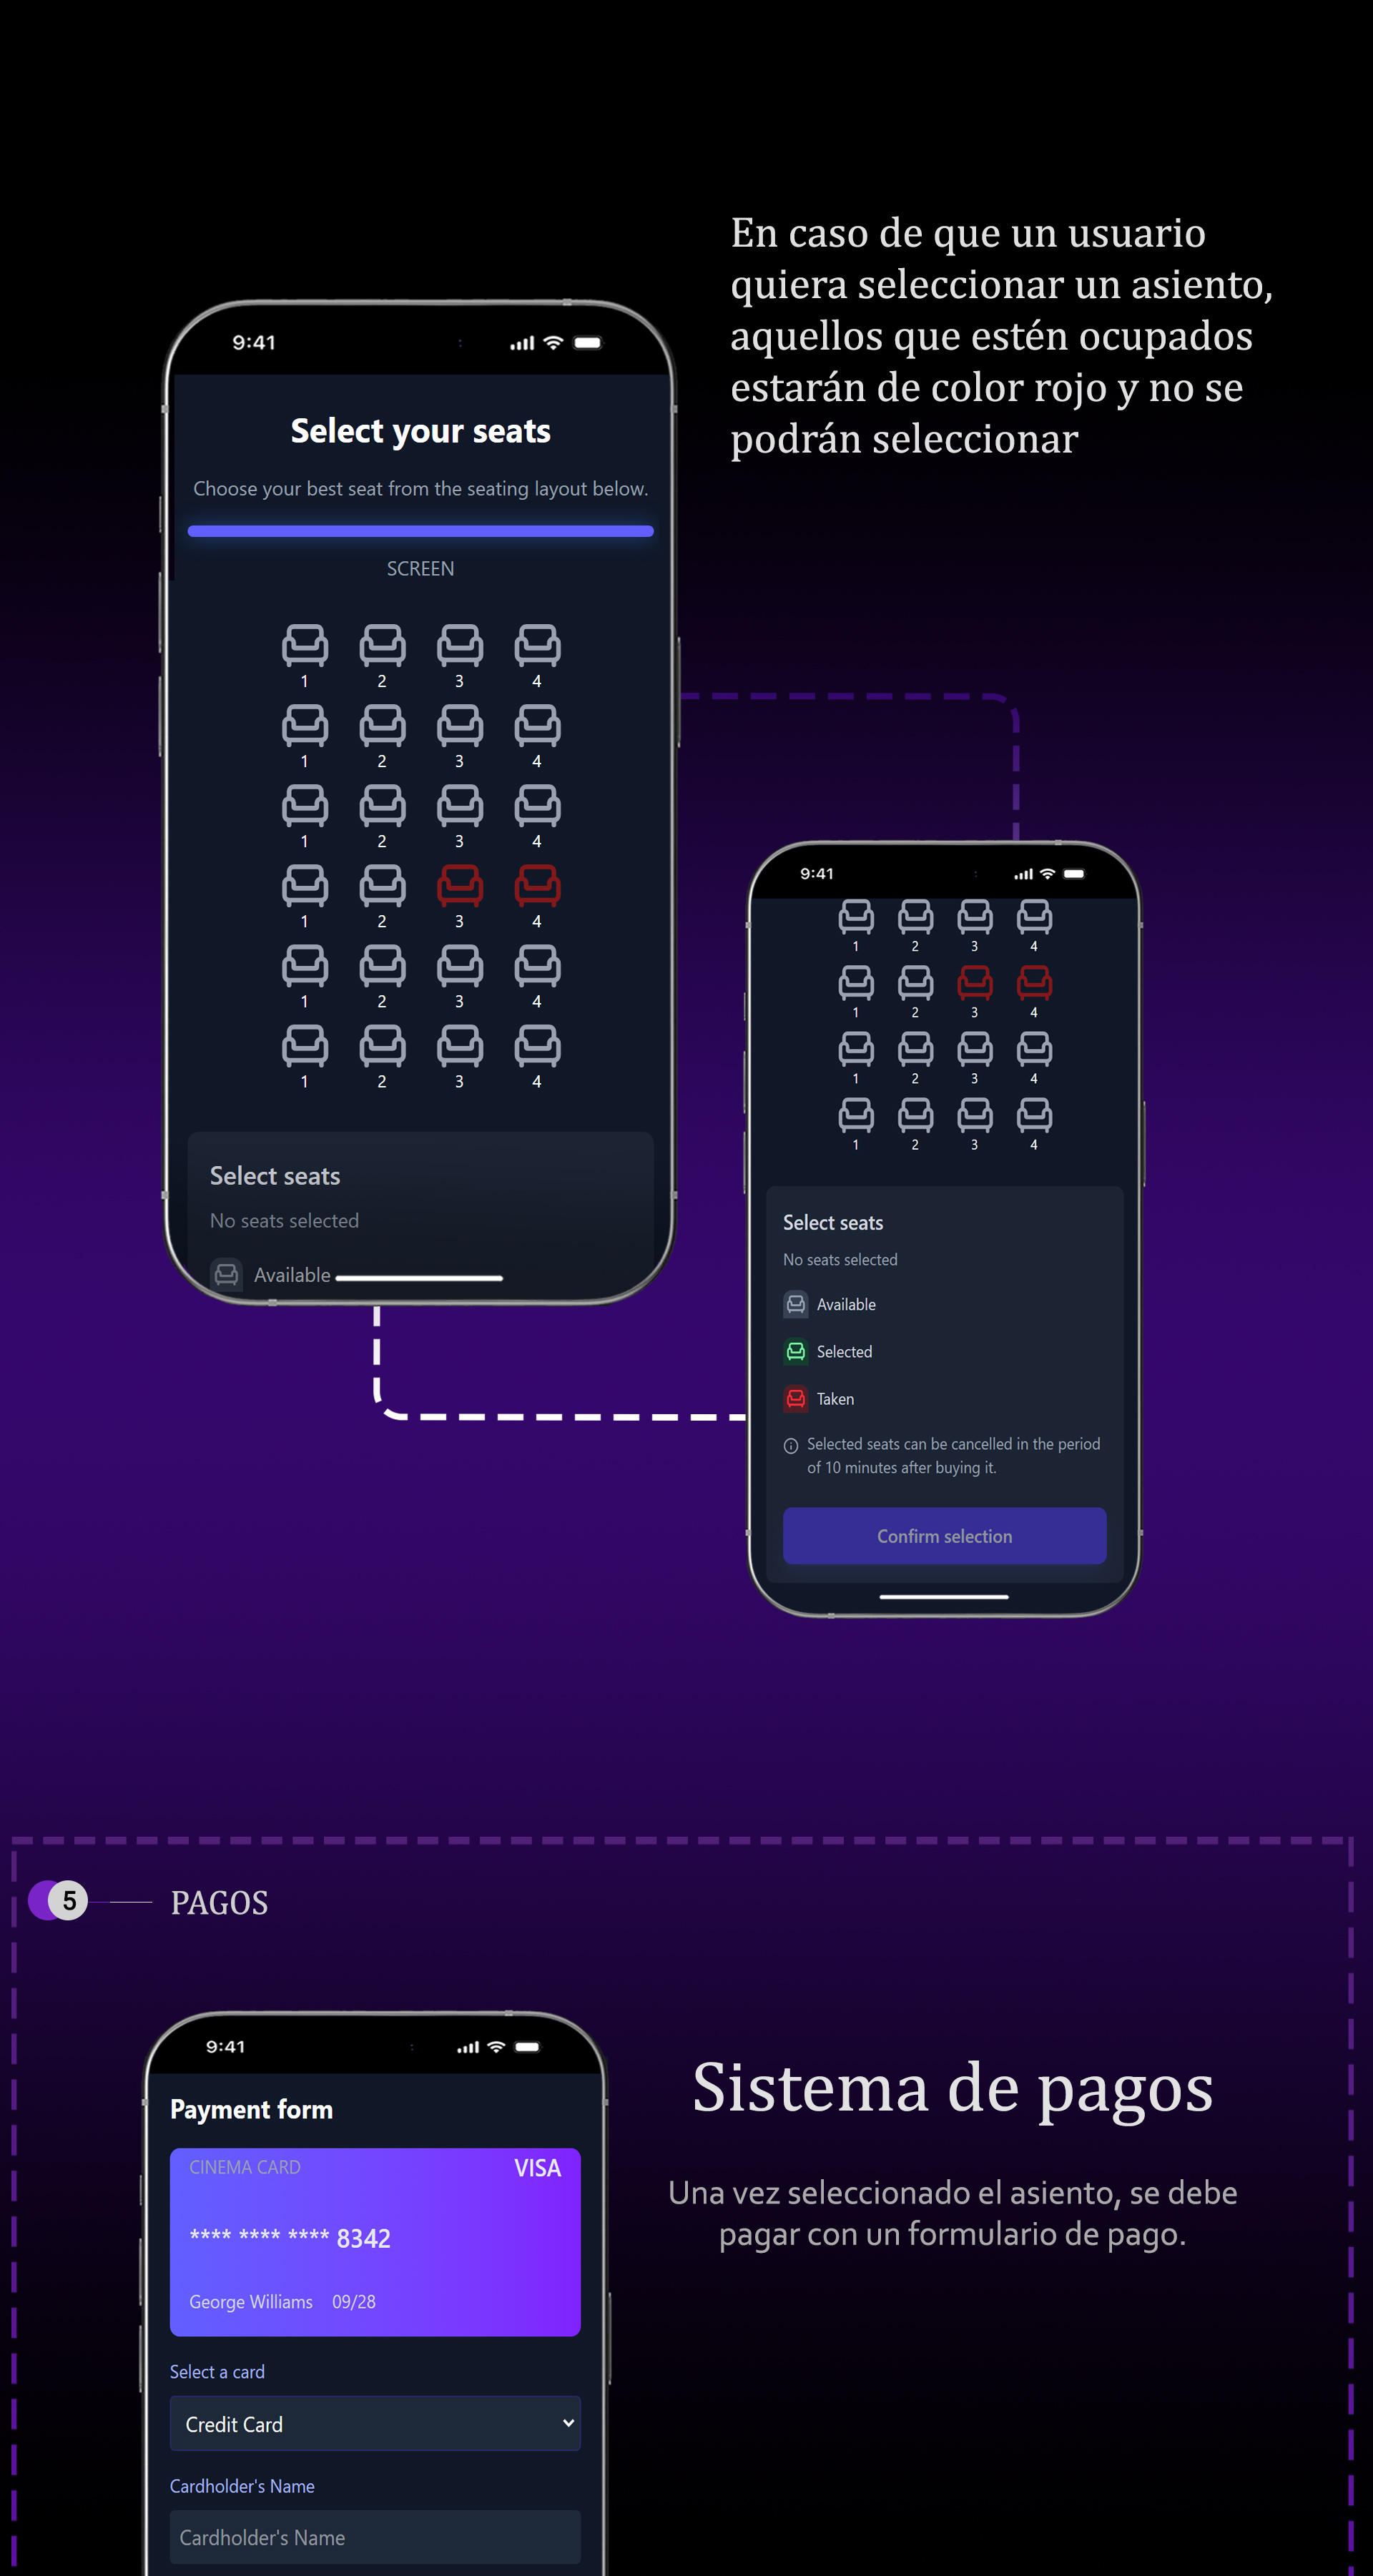 En caso de que un usuario
quiera seleccionar un asiento,
aquellos que estén ocupados
estarán de color rojo y no se
podrán seleccionar
9:41
Select your seats
Choose your best seat from the seating layout below.
SCREEN
1 2 3 4
1 2 3 4
1 2 3 4
1 2 3 4
1 2 3 4
1 2 3 4
Select seats
No seats selected
Available
9:41
1 2 3 4
1 2 3 4
1 2 3 4
1 2 3 4
Select seats
No seats selected
Available
Selected
Taken
Selected seats can be cancelled in the period
of 10 minutes after buying it.
Confirm selection
5 PAGOS
9:41
Payment form
CINEMA CARD VISA
**** **** **** 8342
George Williams 09/28
Select a card
Credit Card
Cardholder's Name
Cardholder's Name
Sistema de pagos
Una vez seleccionado el asiento, se debe
pagar con un formulario de pago.